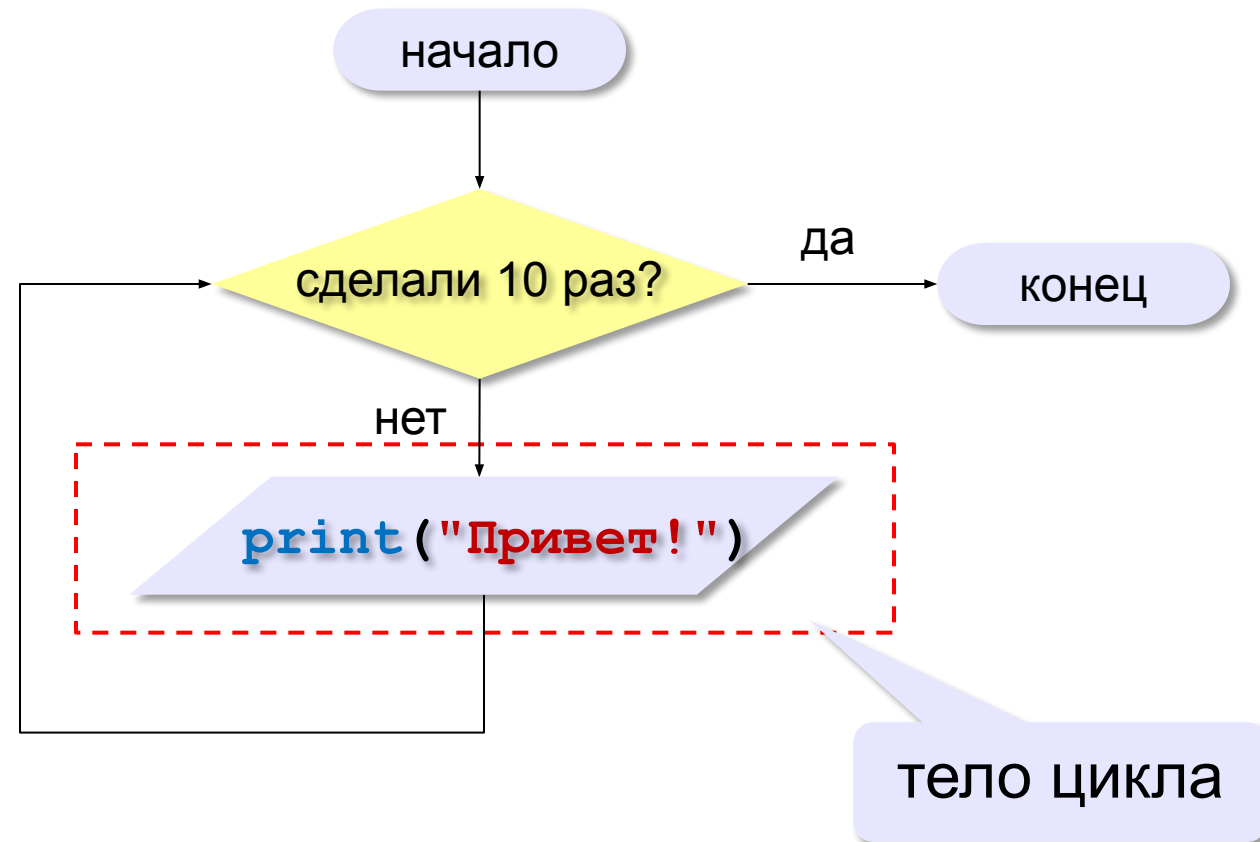 начало
сделали 10 раз?
да
конец
нет
print("Привет!")
тело цикла